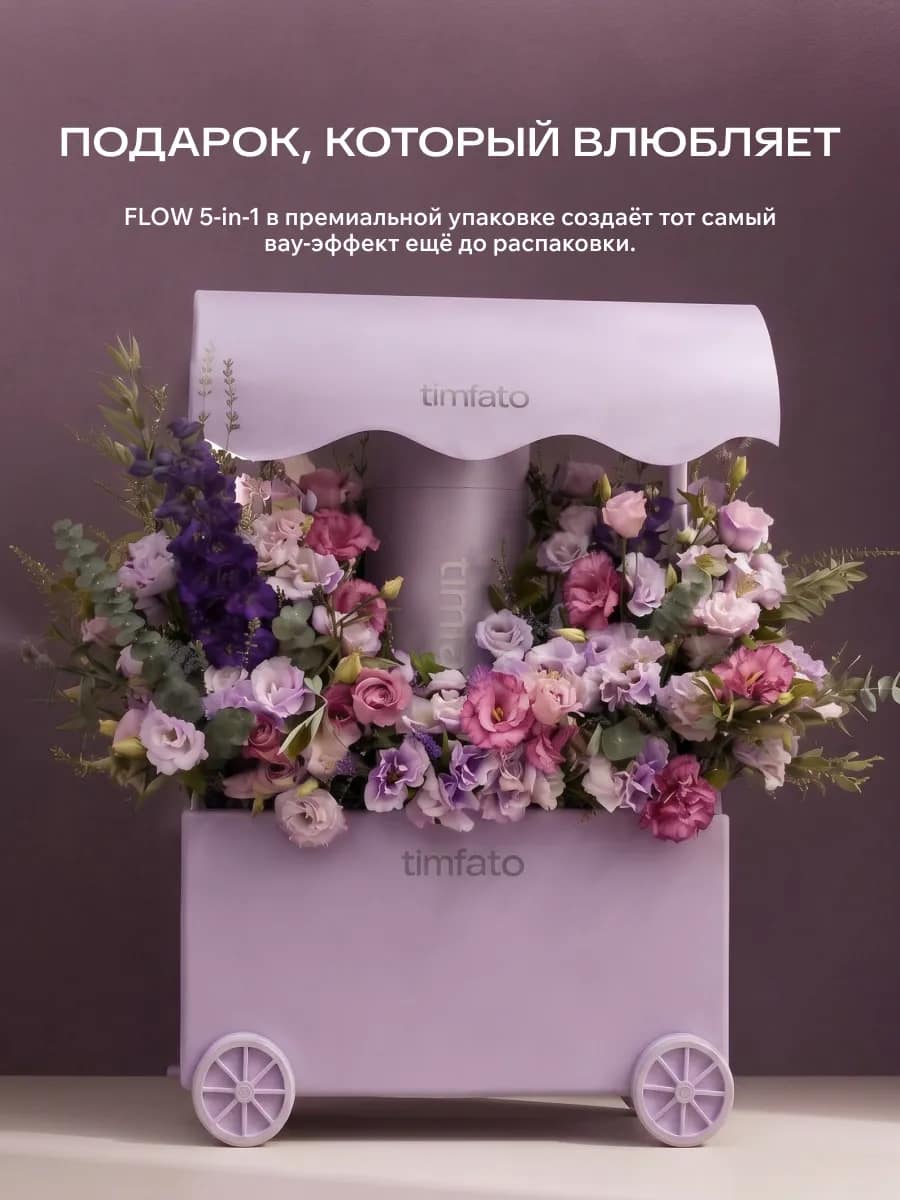 ПОДАРОК, КОТОРЫЙ ВЛЮБЛЯЕТ
FLOW 5-in-1 в премиальной упаковке создаёт тот самый
вау-эффект ещё до распаковки.
timfato
timfato